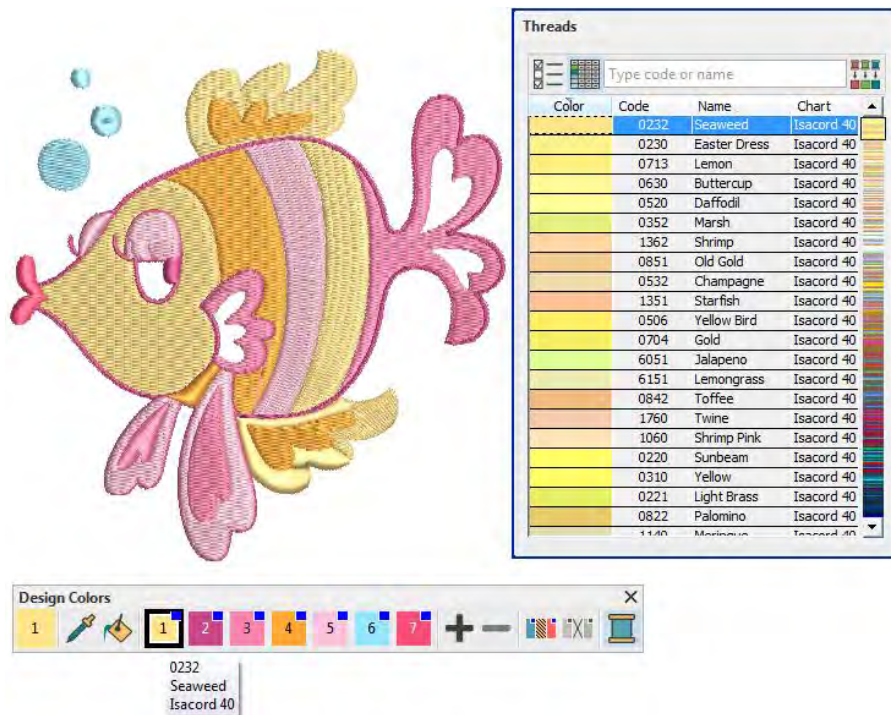 Threads
Type code or name
Color Code Name Chart
0232 Seaweed Isacord 40
0230 Easter Dress Isacord 40
0713 Lemon Isacord 40
0630 Buttercup Isacord 40
0520 Daffodil Isacord 40
0352 Marsh Isacord 40
1362 Shrimp Isacord 40
0851 Old Gold Isacord 40
0532 Champagne Isacord 40
1351 Starfish Isacord 40
0506 Yellow Bird Isacord 40
0704 Gold Isacord 40
6051 Jalapeno Isacord 40
6151 Lemongrass Isacord 40
0842 Toffee Isacord 40
1760 Twine Isacord 40
1060 Shrimp Pink Isacord 40
0220 Sunbeam Isacord 40
0310 Yellow Isacord 40
0221 Light Brass Isacord 40
0822 Palomino Isacord 40
1140 Meringue Isacord 40
Design Colors
1 1 2 3 4 5 6 7
0232
Seaweed
Isacord 40